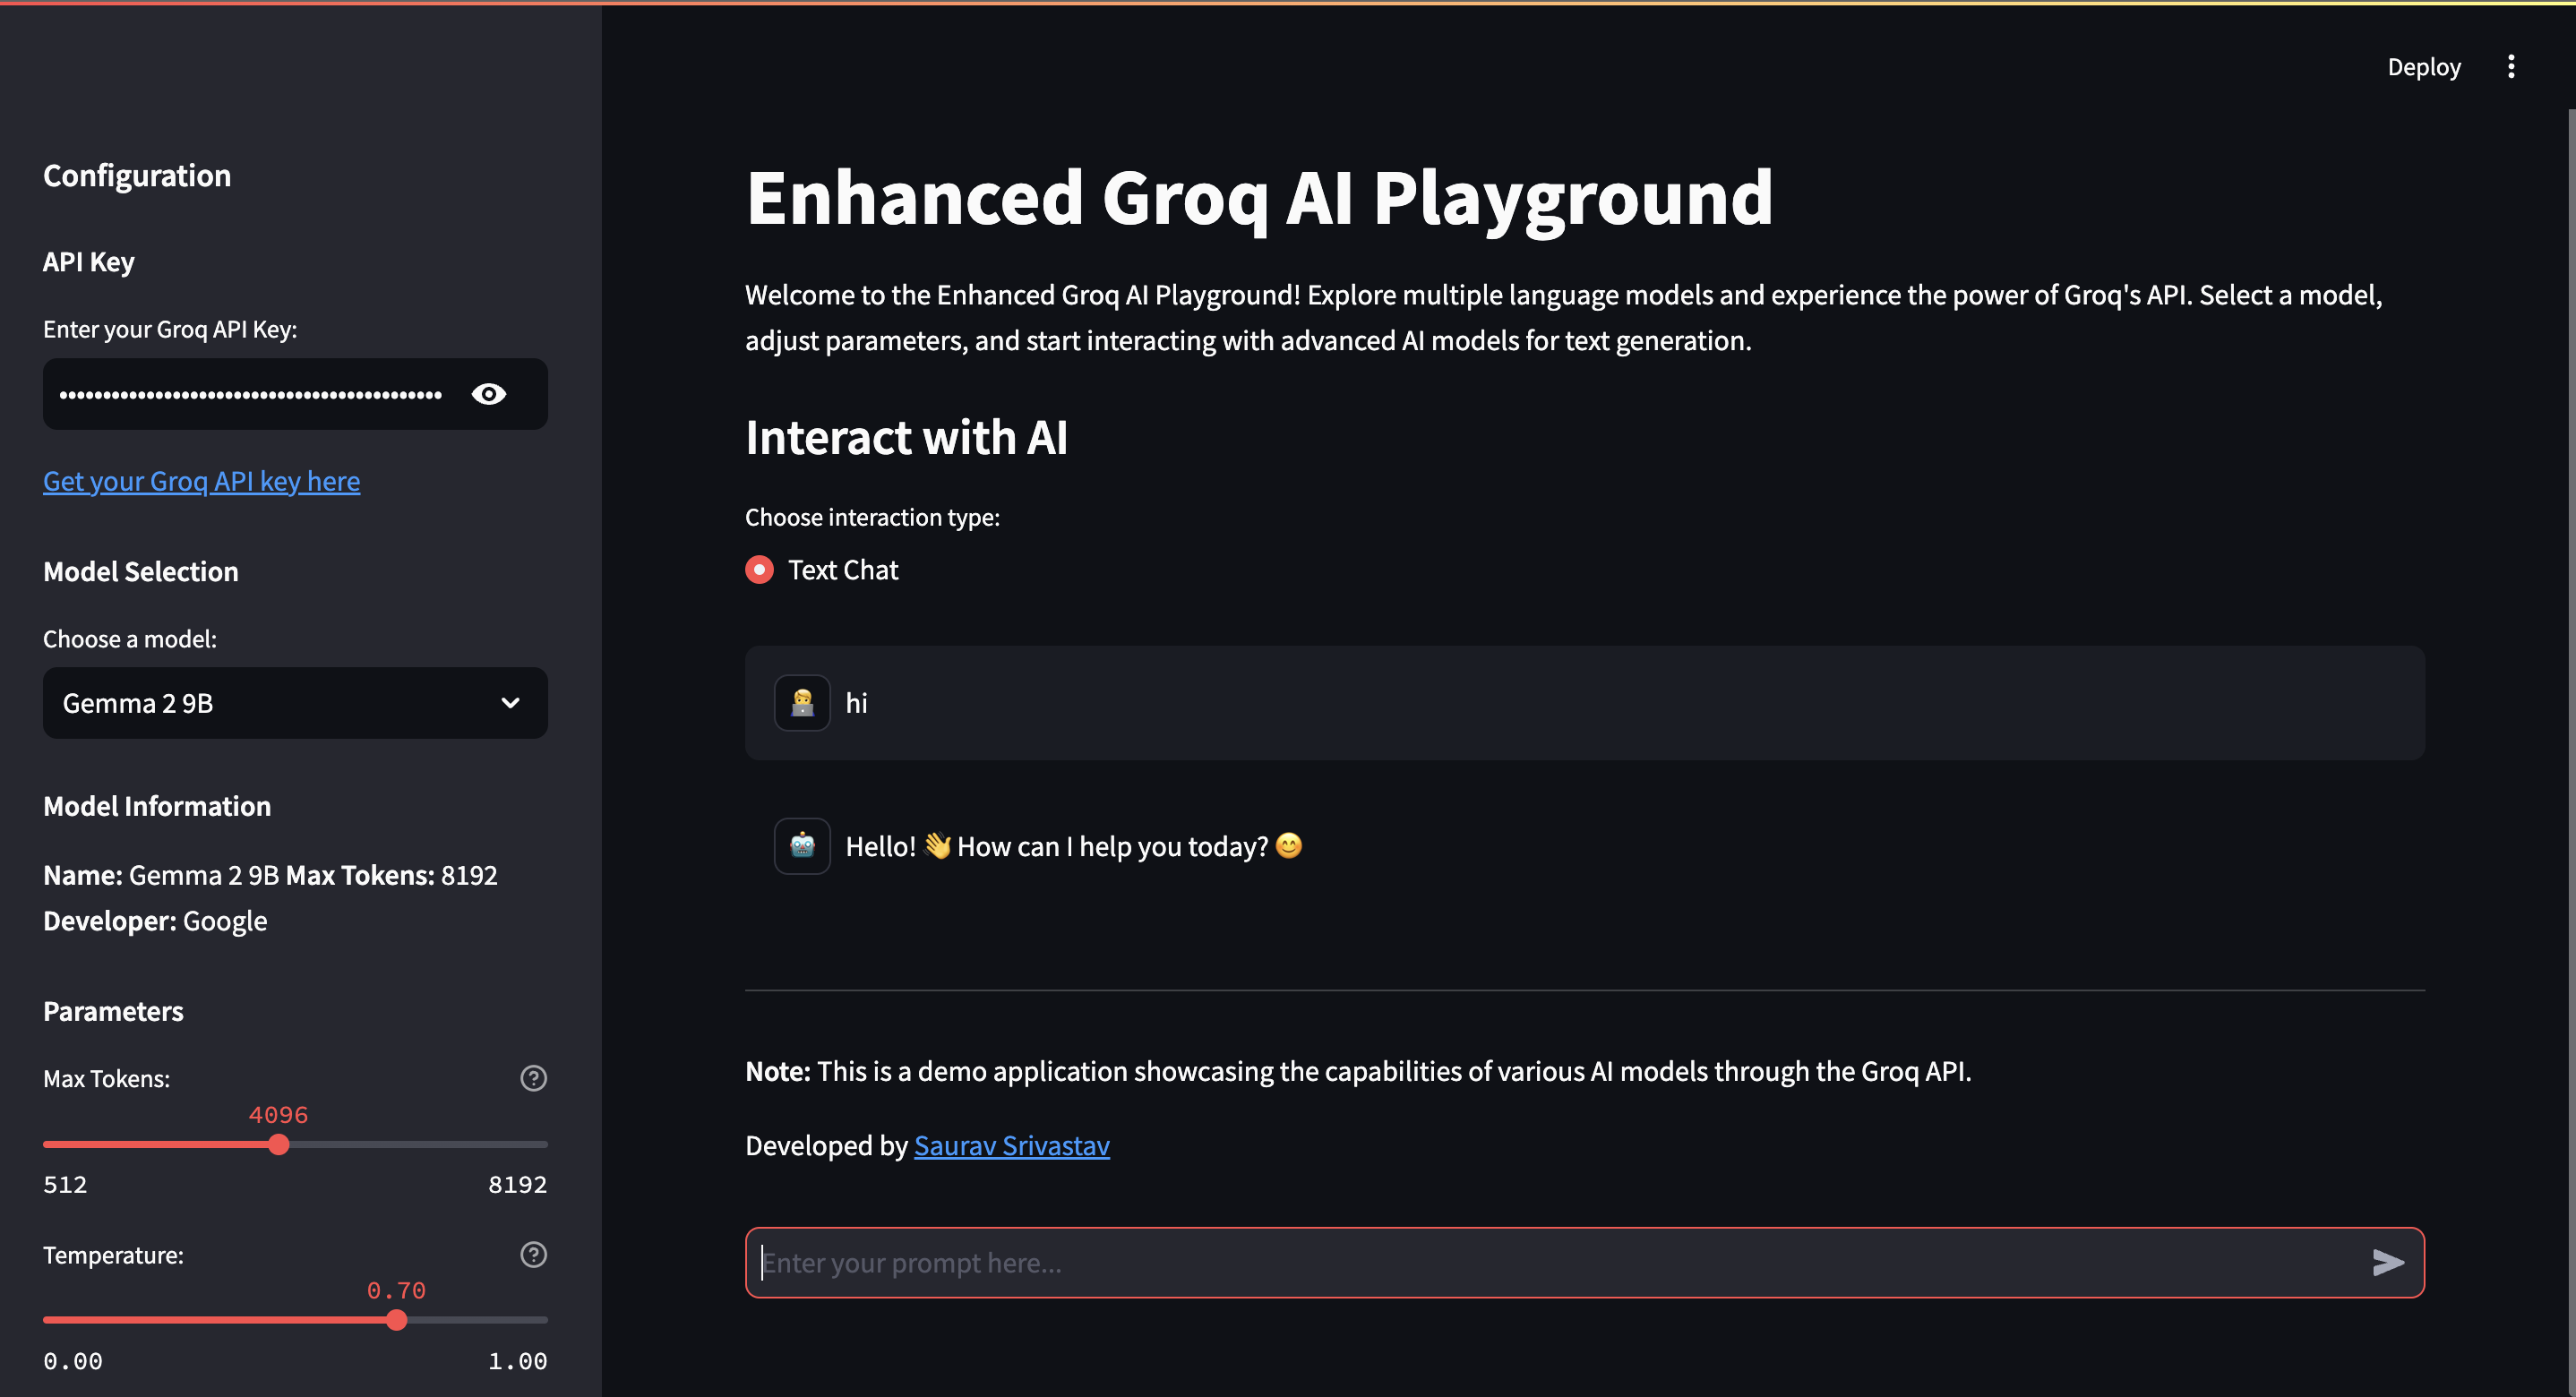 Deploy
Configuration
API Key
Enter your Groq API Key:
••••••••••••••••••••••••••••••••••••••••••••
Get your Groq API key here
Model Selection
Choose a model:
Gemma 2 9B
Model Information
Name: Gemma 2 9B Max Tokens: 8192
Developer: Google
Parameters
Max Tokens:
4096
512 8192
Temperature:
0.70
0.00 1.00
Enhanced Groq AI Playground
Welcome to the Enhanced Groq AI Playground! Explore multiple language models and experience the power of Groq's API. Select a model,
adjust parameters, and start interacting with advanced AI models for text generation.
Interact with AI
Choose interaction type:
Text Chat
hi
Hello! 👋 How can I help you today? 😊
Note: This is a demo application showcasing the capabilities of various AI models through the Groq API.
Developed by Saurav Srivastav
Enter your prompt here...